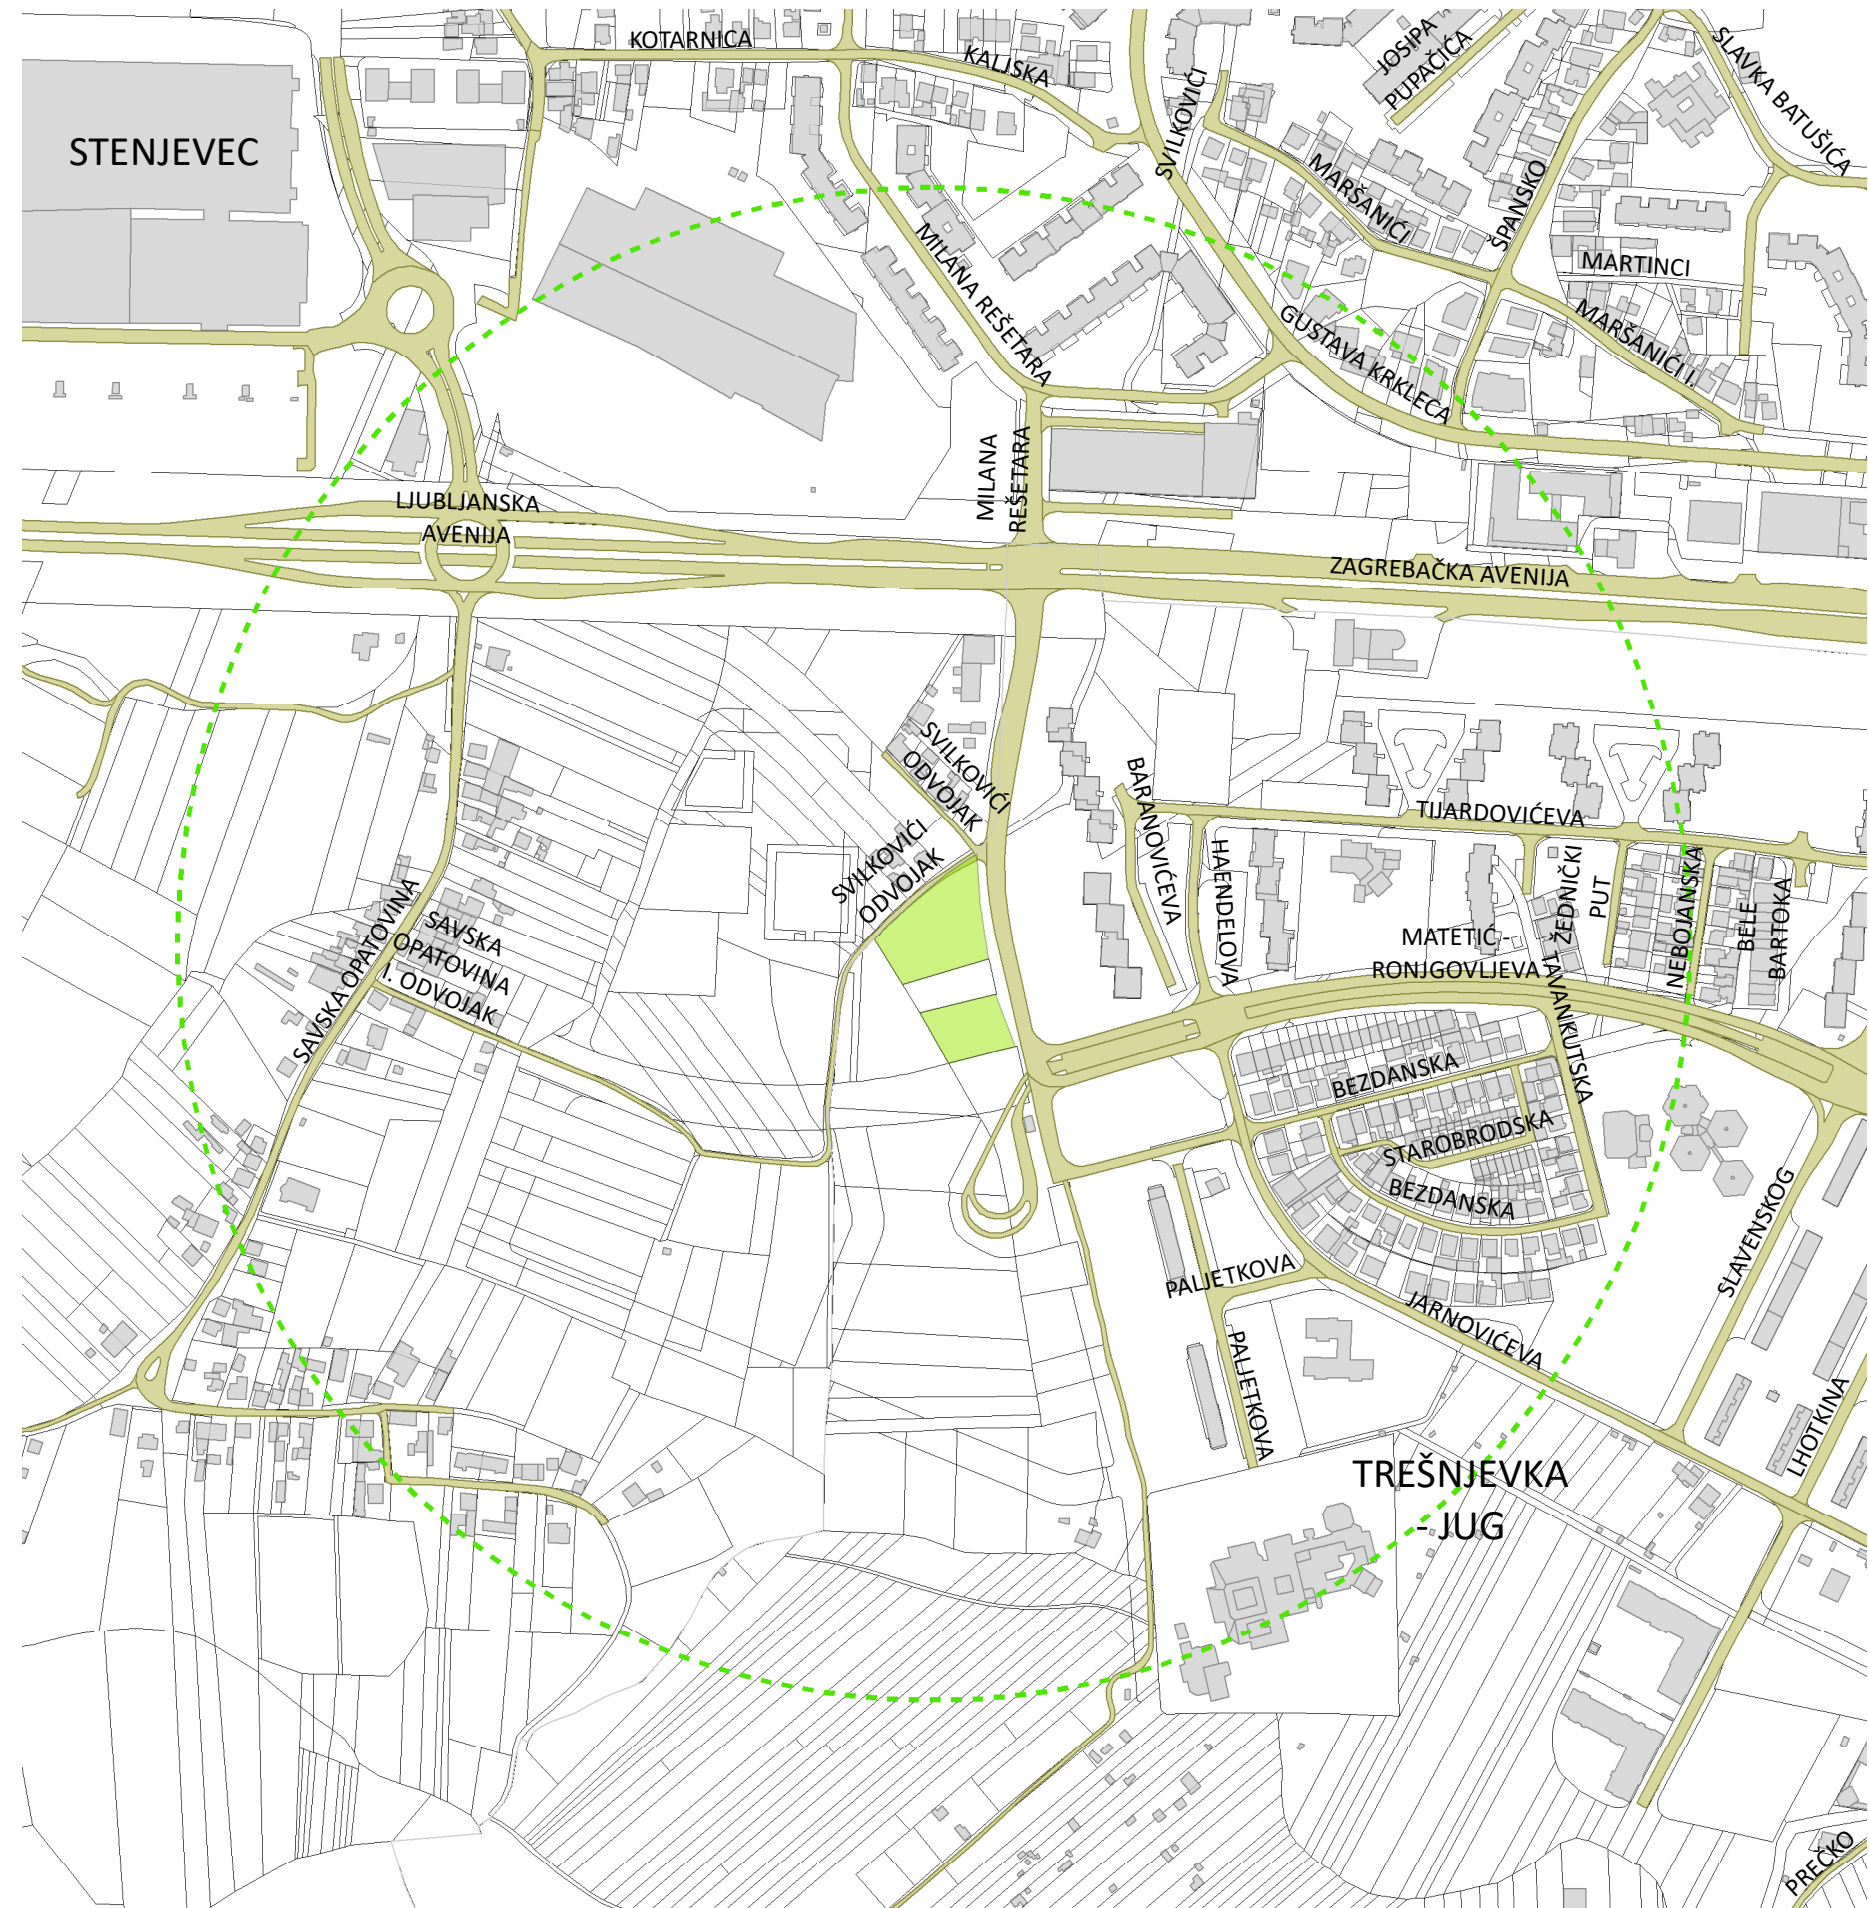 KOTARNICA
KALJSKA
JOSIPA
PUPAČIĆA
SLAVKA BATUŠIĆA
STENJEVEC
SVILKOVIĆI
MARŠANIĆI
ŠPANSKO
MARTINCI
MILANA REŠETARA
GUSTAVA KRKLECA
MARŠANIĆI I.
MILANA
REŠETARA
LJUBLJANSKA
AVENIJA
ZAGREBAČKA AVENIJA
SVILKOVIĆI
ODVOJAK
BARANOVIĆEVA
TIJARDOVIĆEVA
SVILKOVIĆI
ODVOJAK
HAENDELOVA
ŽEDNIČKI
PUT
NEBOJANSKA
BELE
BARTOKA
SAVSKA OPATOVINA
SAVSKA
OPATOVINA
I. ODVOJAK
MATETIĆ -
RONJGOVLJEVA
TAVANKUTSKA
BEZDANSKA
STAROBRODSKA
BEZDANSKA
SLAVENSKOG
PALJETKOVA
JARNOVIĆEVA
PALJETKOVA
LHOTKINA
TREŠNJEVKA
- JUG
PREČKO